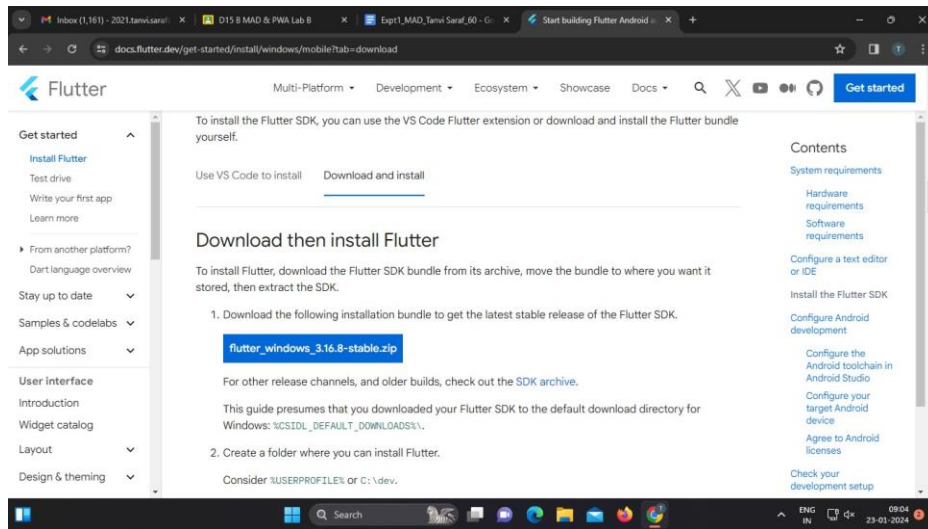 Inbox (1,161) - 2021.tanvi.saraf
D15 B MAD & PWA Lab B
Expt1_MAD_Tanvi Saraf_60 - Go
Start building Flutter Android a
docs.flutter.dev/get-started/install/windows/mobile?tab=download
Flutter
Multi-Platform
Development
Ecosystem
Showcase
Docs
Get started
Get started
Install Flutter
Test drive
Write your first app
Learn more
From another platform?
Dart language overview
Stay up to date
Samples & codelabs
App solutions
User interface
Introduction
Widget catalog
Layout
Design & theming
To install the Flutter SDK, you can use the VS Code Flutter extension or download and install the Flutter bundle
yourself.
Use VS Code to install
Download and install
Download then install Flutter
To install Flutter, download the Flutter SDK bundle from its archive, move the bundle to where you want it
stored, then extract the SDK.
1. Download the following installation bundle to get the latest stable release of the Flutter SDK.
flutter_windows_3.16.8-stable.zip
For other release channels, and older builds, check out the SDK archive.
This guide presumes that you downloaded your Flutter SDK to the default download directory for
Windows: %CSIDL_DEFAULT_DOWNLOADS%\.
2. Create a folder where you can install Flutter.
Consider %USERPROFILE% or C:\dev.
Contents
System requirements
Hardware
requirements
Software
requirements
Configure a text editor
or IDE
Install the Flutter SDK
Configure Android
development
Configure the
Android toolchain in
Android Studio
Configure your
target Android
device
Agree to Android
licenses
Check your
development setup
Search
ENG
IN
09:04
23-01-2024